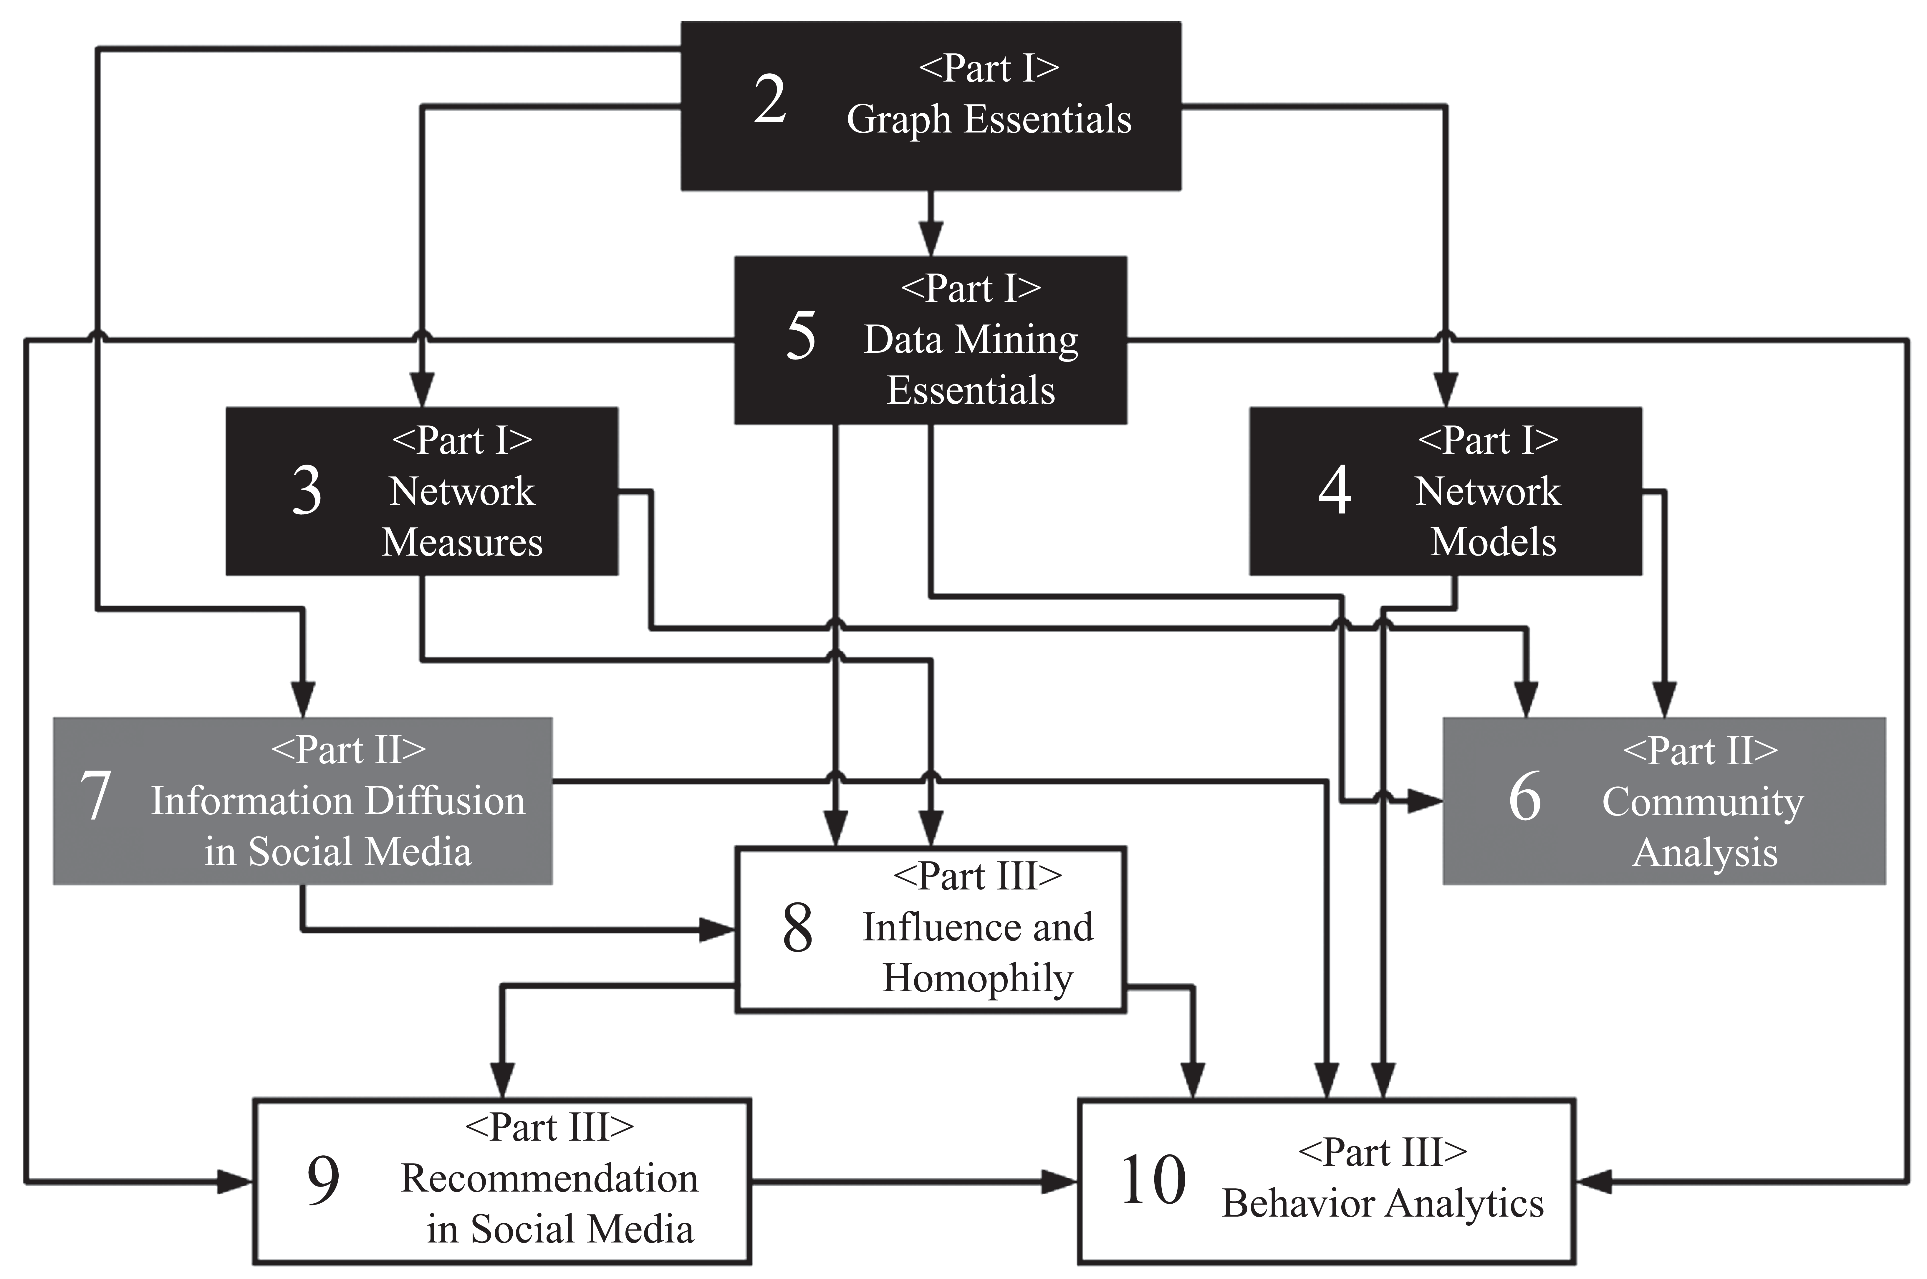 2
<Part I>
Graph Essentials
5
<Part I>
Data Mining
Essentials
3
<Part I>
Network
Measures
4
<Part I>
Network
Models
7
<Part II>
Information Diffusion
in Social Media
6
<Part II>
Community
Analysis
8
<Part III>
Influence and
Homophily
9
<Part III>
Recommendation
in Social Media
10
<Part III>
Behavior Analytics